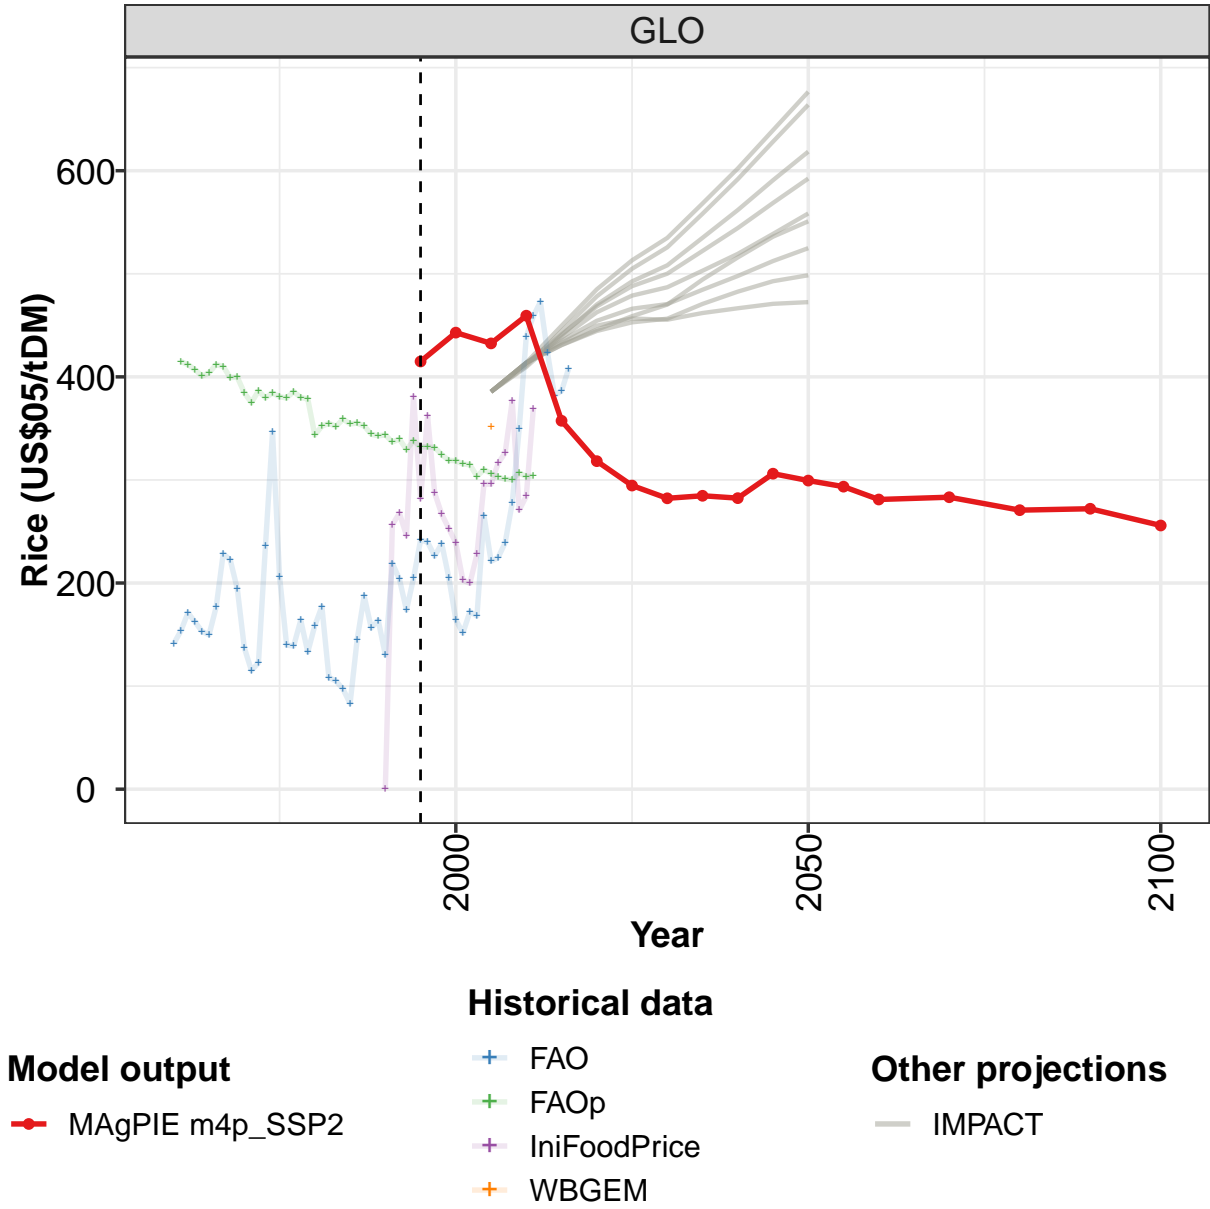 GLO
Rice (US$05/tDM)
600
400
200
0
2000
2050
2100
Year
Historical data
FAO
FAOp
IniFoodPrice
WBGEM
Model output
MAgPIE m4p_SSP2
Other projections
IMPACT